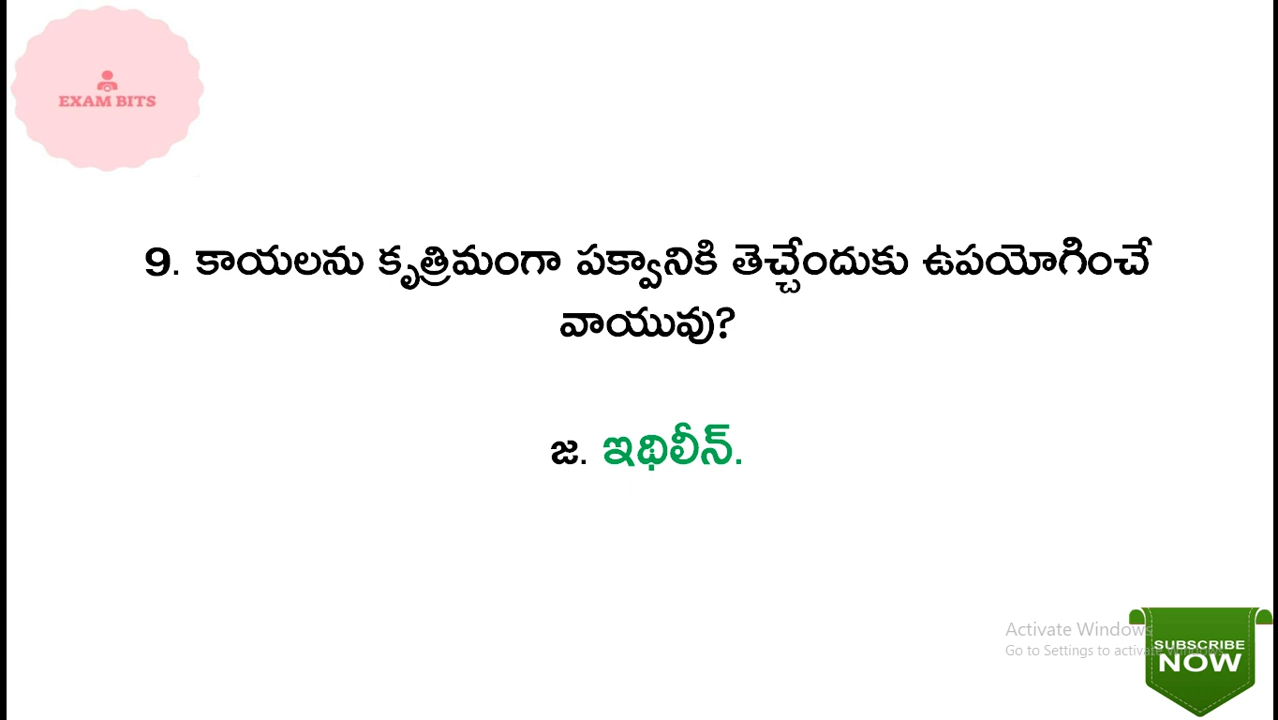 EXAM BITS
9. కాయలను కృత్రిమంగా పక్వానికి తెచ్చేందుకు ఉపయోగించే
వాయువు?
జ. ఇథిలీన్.
Activate Windows
Go to Settings to activate Windows.
SUBSCRIBE
NOW